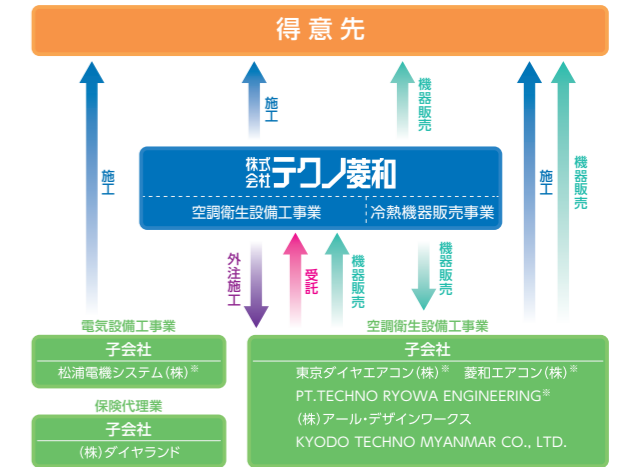 得意先
施工
施工
機器販売
施工
機器販売
株式会社テクノ菱和
空調衛生設備工事業
冷熱機器販売事業
外注施工
受託
機器販売
機器販売
電気設備工事業
子会社
松浦電機システム(株)※
保険代理業
子会社
(株)ダイヤランド
空調衛生設備工事業
子会社
東京ダイヤエアコン(株)※ 菱和エアコン(株)※
PT.TECHNO RYOWA ENGINEERING※
(株)アール・デザインワークス
KYODO TECHNO MYANMAR CO., LTD.